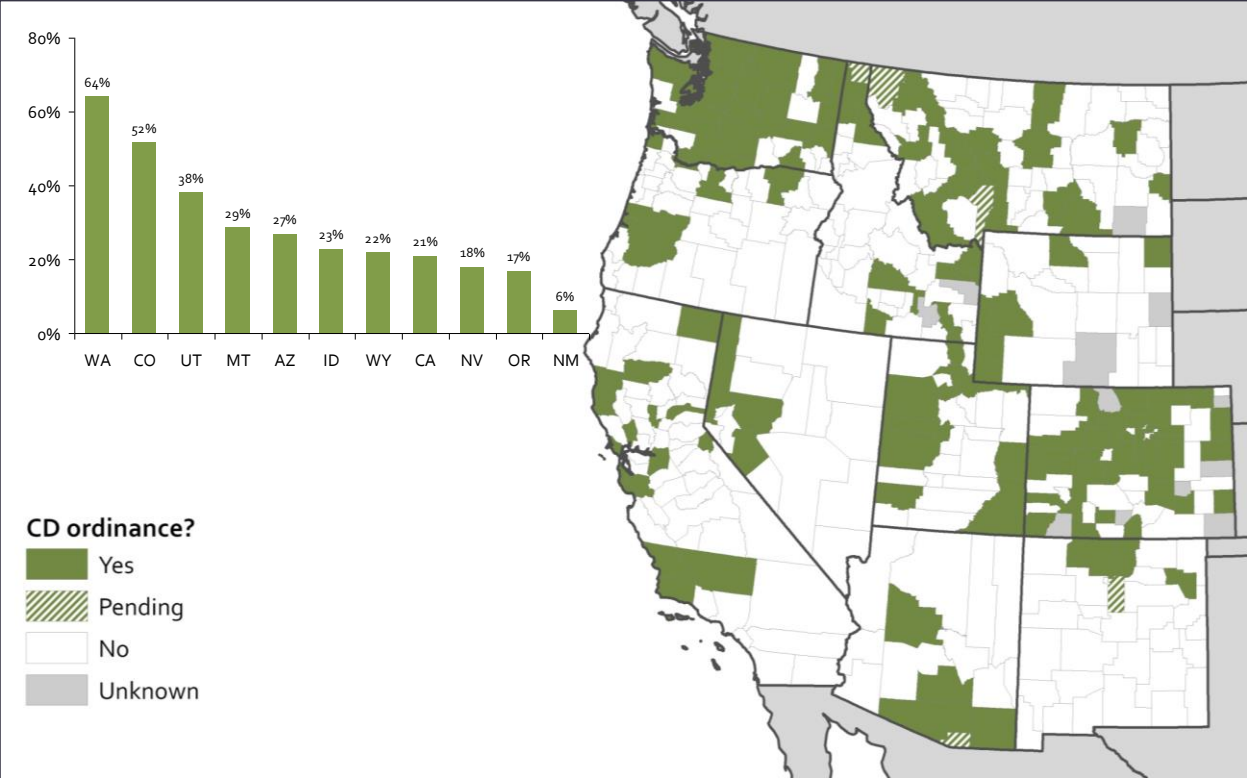 80%
60%
40%
20%
0%
64%
52%
38%
29%
27%
23%
22%
21%
18%
17%
6%
WA CO UT MT AZ ID WY CA NV OR NM
CD ordinance?
Yes
Pending
No
Unknown